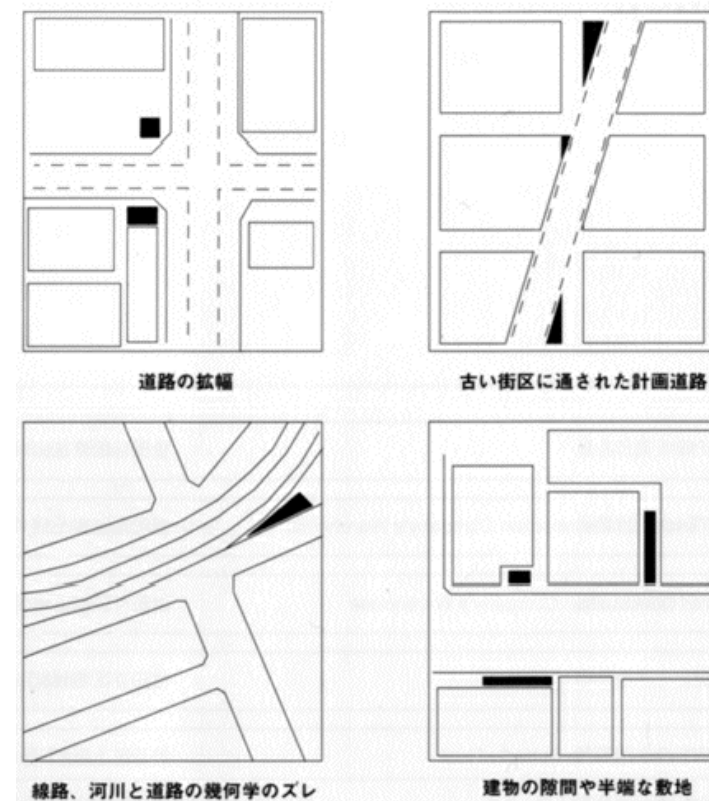 道路の拡幅
古い街区に通された計画道路
線路、河川と道路の幾何学のズレ
建物の隙間や半端な敷地